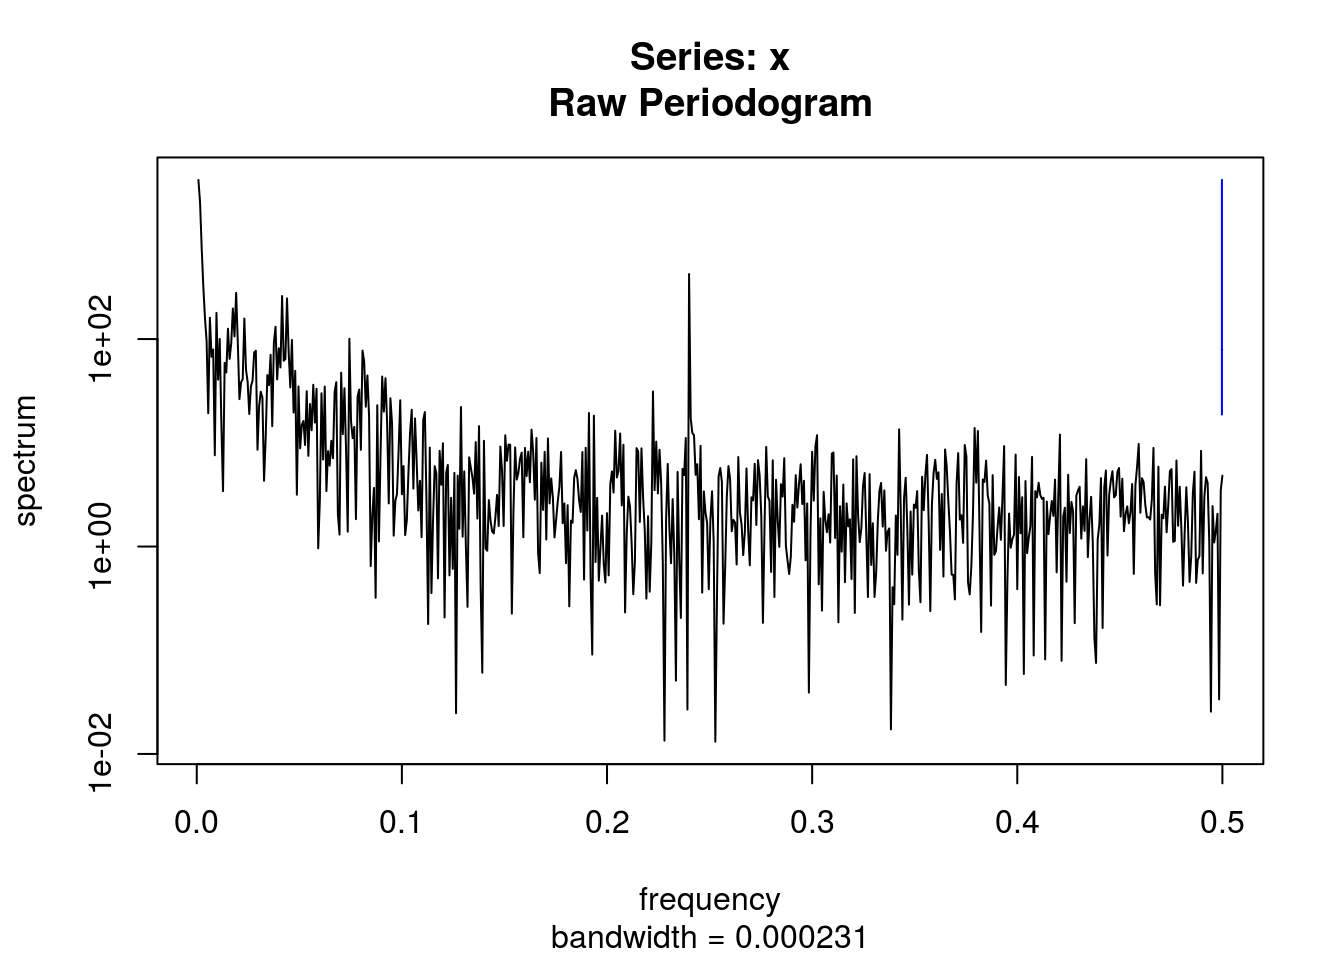 Series: x
Raw Periodogram
spectrum
1e+02
1e+00
1e-02
0.0 0.1 0.2 0.3 0.4 0.5
frequency
bandwidth = 0.000231